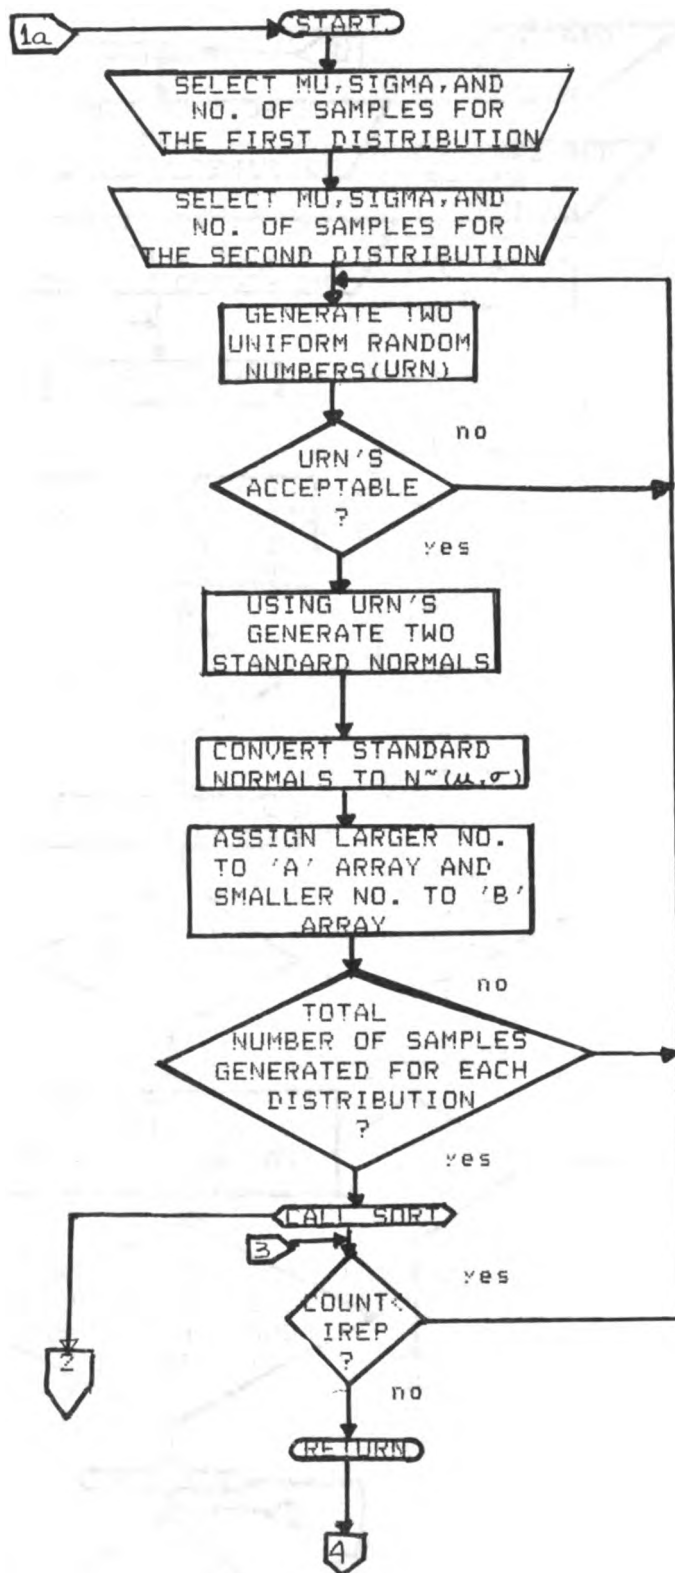 1a
START
SELECT MU,SIGMA,AND
NO. OF SAMPLES FOR
THE FIRST DISTRIBUTION
SELECT MU,SIGMA,AND
NO. OF SAMPLES FOR
THE SECOND DISTRIBUTION
GENERATE TWO
UNIFORM RANDOM
NUMBERS(URN)
no
URN'S
ACCEPTABLE
?
yes
USING URN'S
GENERATE TWO
STANDARD NORMALS
CONVERT STANDARD
NORMALS TO N~(μ,σ)
ASSIGN LARGER NO.
TO 'A' ARRAY AND
SMALLER NO. TO 'B'
ARRAY
no
TOTAL
NUMBER OF SAMPLES
GENERATED FOR EACH
DISTRIBUTION
?
yes
CALL SORT
3
yes
COUNT<
IREP
?
2
no
RETURN
4